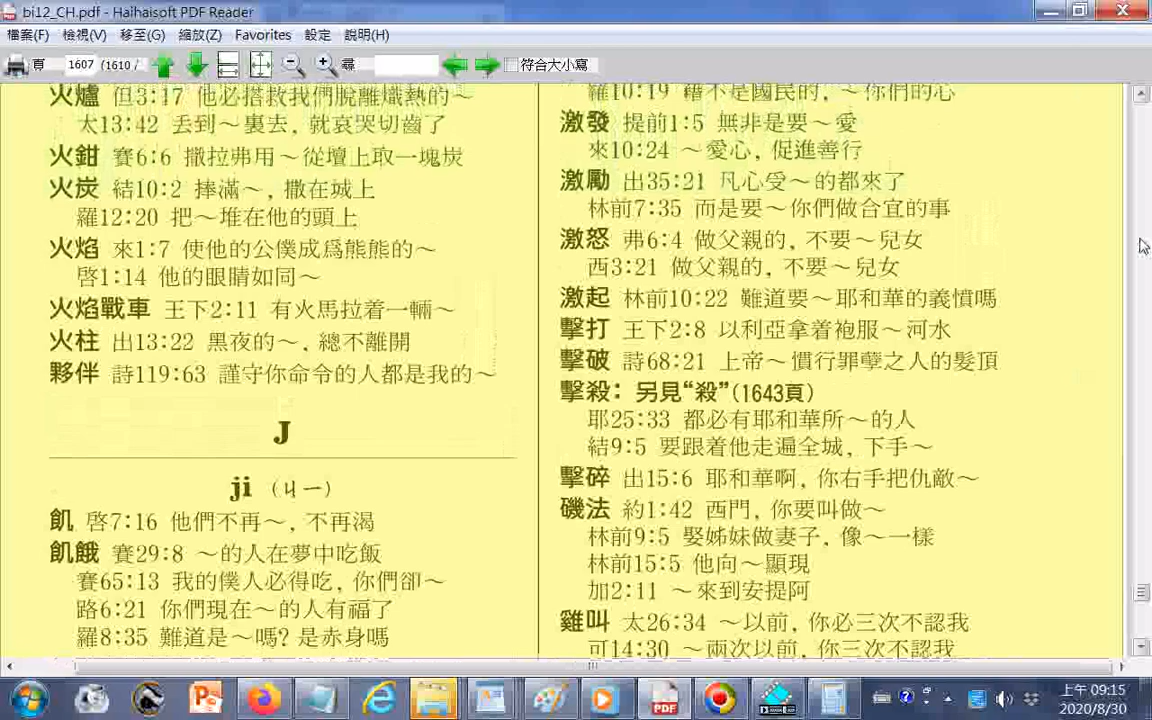 bi12_CH.pdf - Haihaisoft PDF Reader
檔案(F) 檢視(V) 移至(G) 縮放(Z) Favorites 設定 說明(H)
頁 1607 (1610 / 尋 符合大小寫
火爐 但3:17 他必搭救我們脫離熾熱的～
太13:42 丟到～裏去, 就哀哭切齒了
火鉗 賽6:6 撒拉弗用～從壇上取一塊炭
火炭 結10:2 捧滿～, 撒在城上
羅12:20 把～堆在他的頭上
火焰 來1:7 使他的公僕成爲熊熊的～
啓1:14 他的眼睛如同～
火焰戰車 王下2:11 有火馬拉着一輛～
火柱 出13:22 黑夜的～, 總不離開
夥伴 詩119:63 謹守你命令的人都是我的～
J
ji (ㄐㄧ)
飢 啓7:16 他們不再～, 不再渴
飢餓 賽29:8 ～的人在夢中吃飯
賽65:13 我的僕人必得吃, 你們卻～
路6:21 你們現在～的人有福了
羅8:35 難道是～嗎? 是赤身嗎
羅10:19 藉不是國民的, ～你們的心
激發 提前1:5 無非是要～愛
來10:24 ～愛心, 促進善行
激勵 出35:21 凡心受～的都來了
林前7:35 而是要～你們做合宜的事
激怒 弗6:4 做父親的, 不要～兒女
西3:21 做父親的, 不要～兒女
激起 林前10:22 難道要～耶和華的義憤嗎
擊打 王下2:8 以利亞拿着袍服～河水
擊破 詩68:21 上帝～慣行罪孽之人的髮頂
擊殺: 另見“殺”(1643頁)
耶25:33 都必有耶和華所～的人
結9:5 要跟着他走遍全城, 下手～
擊碎 出15:6 耶和華啊, 你右手把仇敵～
磯法 約1:42 西門, 你要叫做～
林前9:5 娶姊妹做妻子, 像～一樣
林前15:5 他向～顯現
加2:11 ～來到安提阿
雞叫 太26:34 ～以前, 你必三次不認我
可14:30 ～兩次以前, 你三次不認我
PDF
上午 09:15
2020/8/30